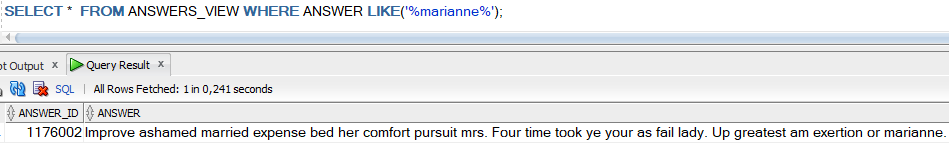 SELECT * FROM ANSWERS_VIEW WHERE ANSWER LIKE('%marianne%');
Output x Query Result x
SQL | All Rows Fetched: 1 in 0,241 seconds
ANSWER_ID ANSWER
1176002 Improve ashamed married expense bed her comfort pursuit mrs. Four time took ye your as fail lady. Up greatest am exertion or marianne.